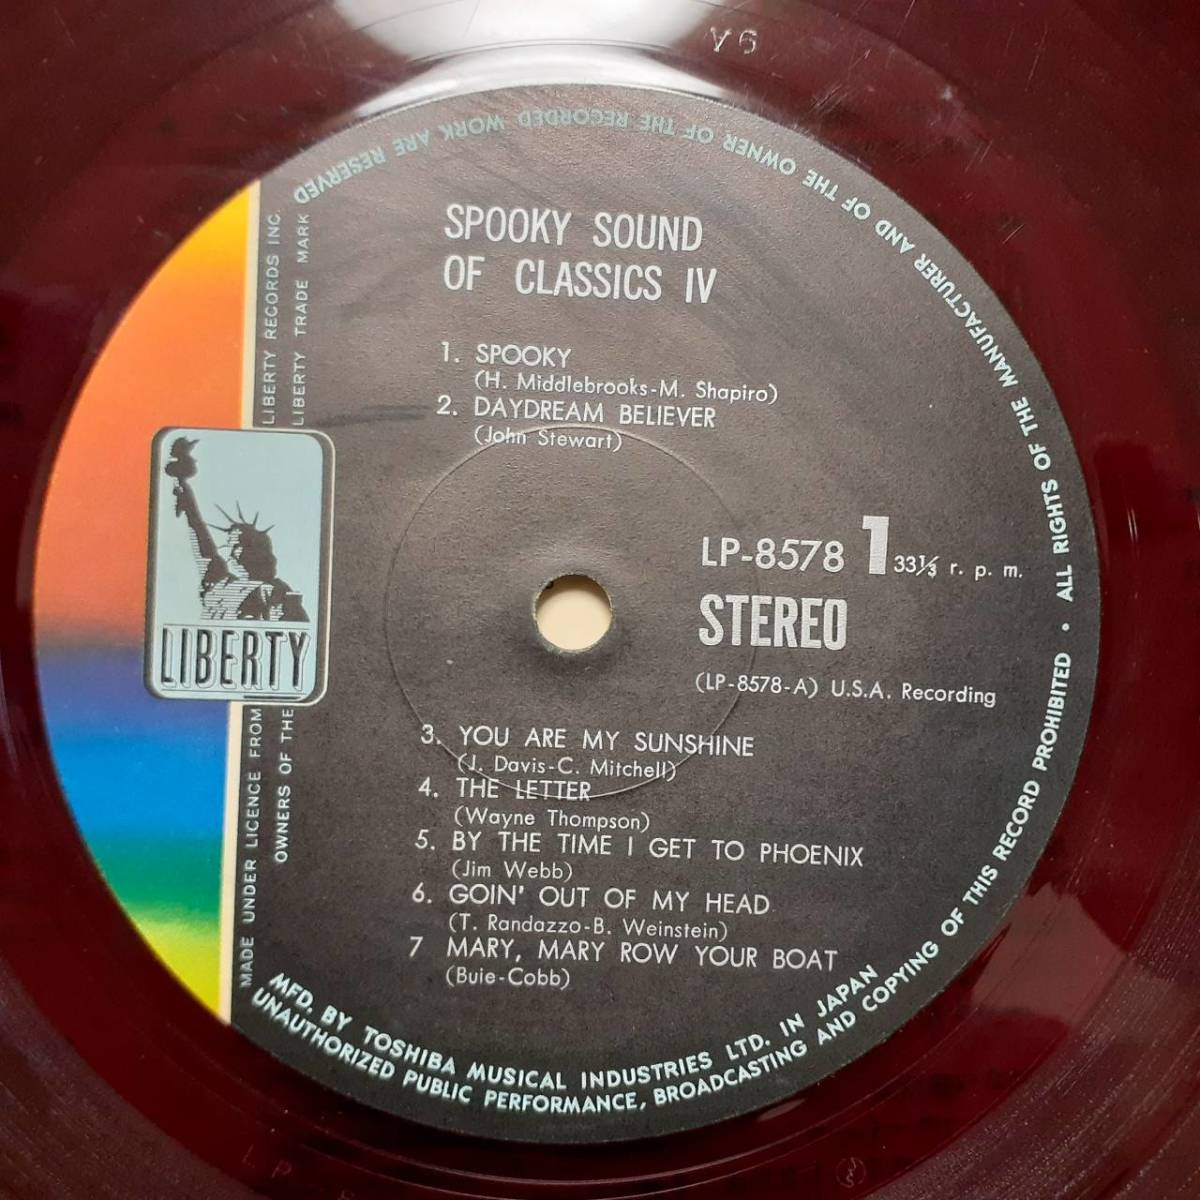 9A
SPOOKY SOUND
OF CLASSICS IV
1. SPOOKY
(H. Middlebrooks-M. Shapiro)
2. DAYDREAM BELIEVER
(John Stewart)
LP-8578 1 33⅓ r. p. m.
STEREO
(LP-8578-A) U.S.A. Recording
3. YOU ARE MY SUNSHINE
(J. Davis-C. Mitchell)
4. THE LETTER
(Wayne Thompson)
5. BY THE TIME I GET TO PHOENIX
(Jim Webb)
6. GOIN' OUT OF MY HEAD
(T. Randazzo-B. Weinstein)
7 MARY, MARY ROW YOUR BOAT
(Buie-Cobb)
LIBERTY
MADE UNDER LICENCE FROM LIBERTY RECORDS INC.
OWNERS OF THE LIBERTY TRADE MARK
MFD. BY TOSHIBA MUSICAL INDUSTRIES LTD. IN JAPAN
UNAUTHORIZED PUBLIC PERFORMANCE, BROADCASTING AND COPYING OF THIS RECORD PROHIBITED • ALL RIGHTS OF THE MANUFACTURER AND OF THE OWNER OF THE RECORDED WORK ARE RESERVED
LP